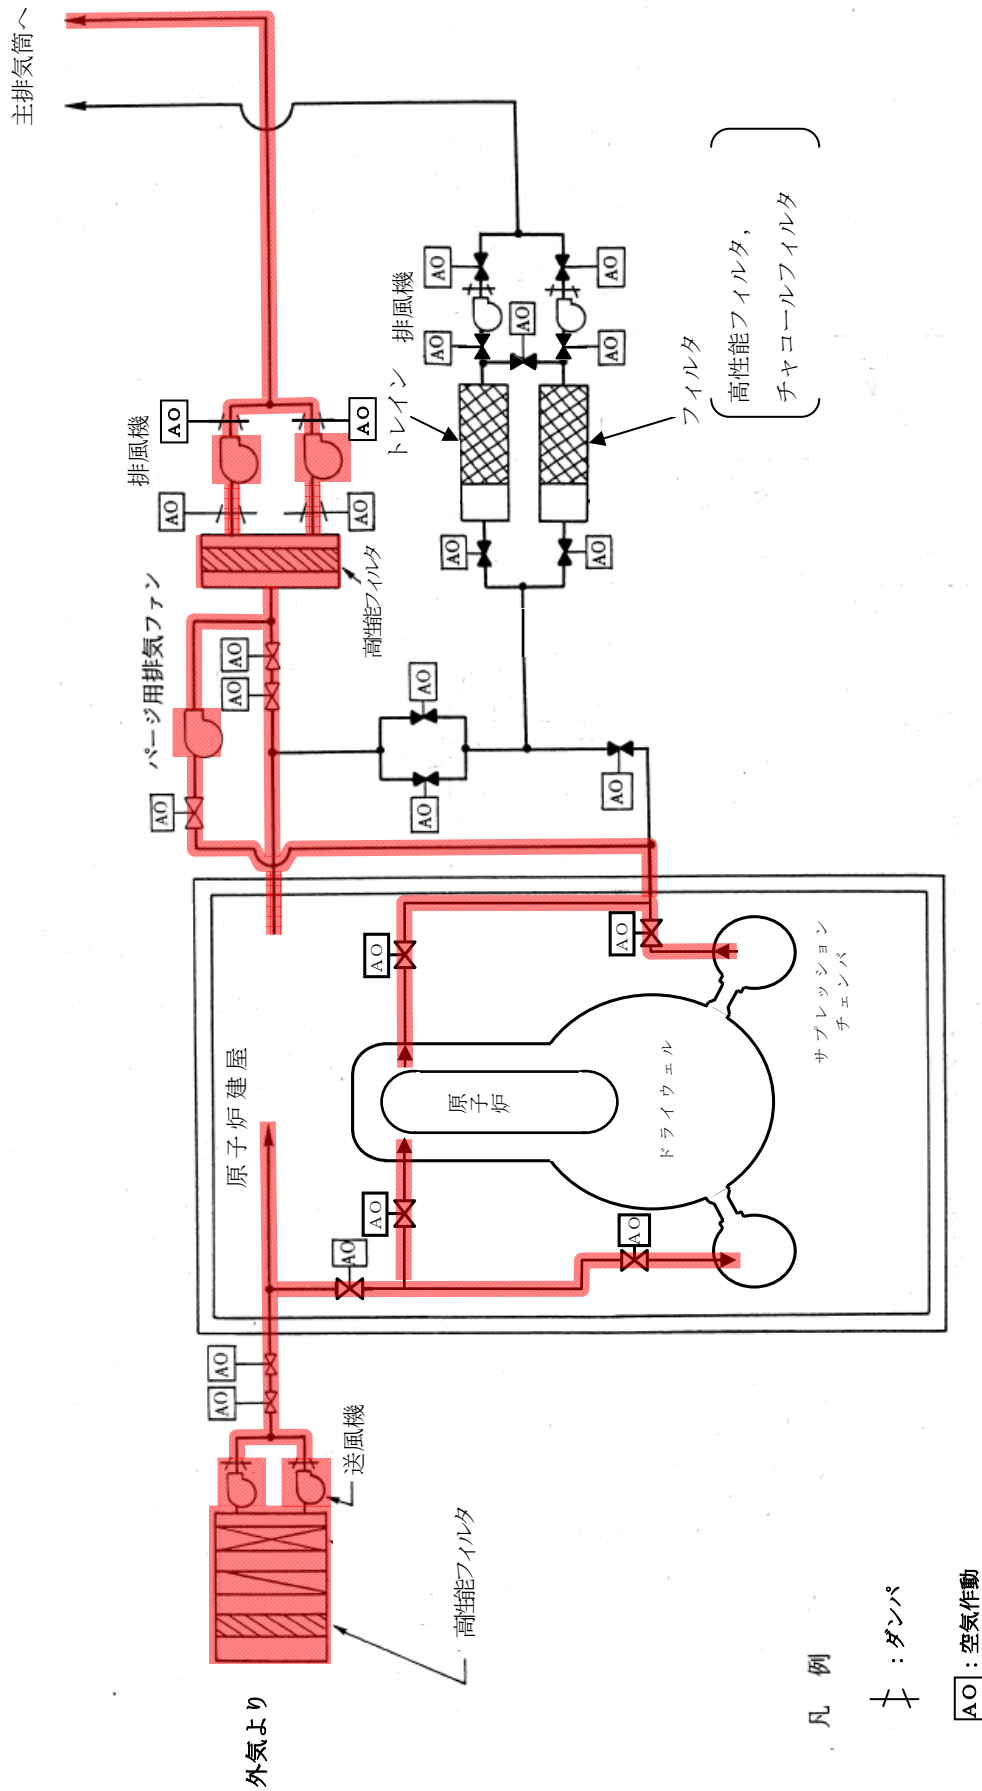 主排気筒へ
排風機
パージ用排気ファン
AO
AO
AO
AO
AO
AO
AO
原子炉建屋
外気より
AO
送風機
AO
AO
高性能フィルタ
AO
AO
トレイン
排風機
AO
AO
AO
AO
AO
高性能フィルタ
原子炉
AO
AO
AO
AO
AO
AO
AO
ドライウェル
フィルタ
高性能フィルタ，
チャコールフィルタ
サプレッション
チェンバ
凡 例
：ダンパ
AO：空気作動